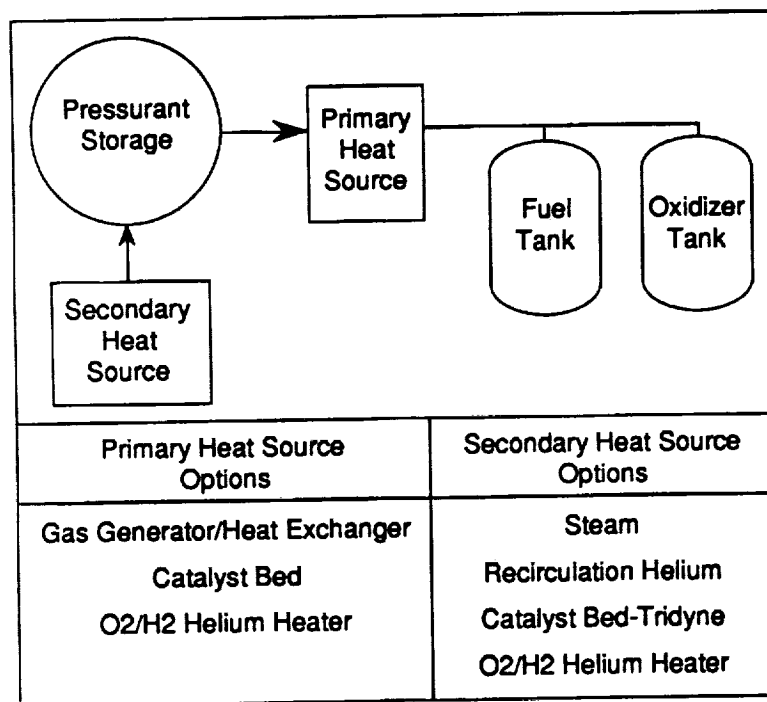 Pressurant
Storage
Primary
Heat
Source
Fuel
Tank
Oxidizer
Tank
Secondary
Heat
Source
Primary Heat Source
Options
Secondary Heat Source
Options
Gas Generator/Heat Exchanger
Catalyst Bed
O2/H2 Helium Heater
Steam
Recirculation Helium
Catalyst Bed-Tridyne
O2/H2 Helium Heater